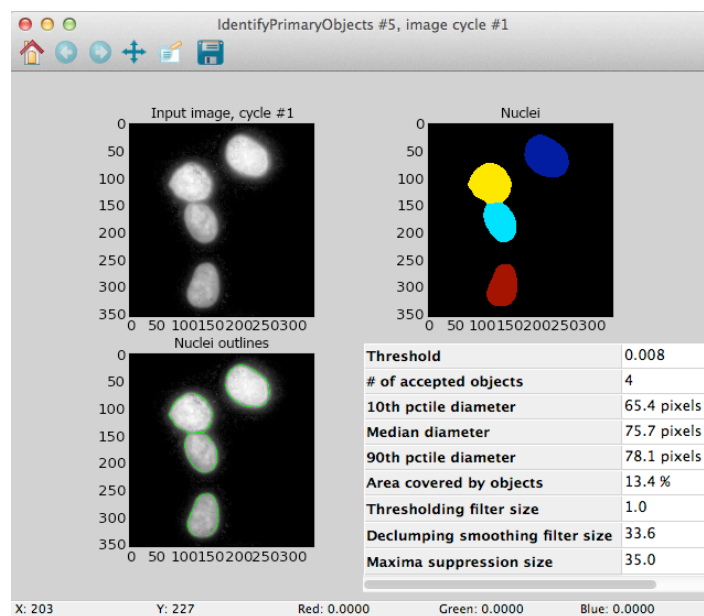 IdentifyPrimaryObjects #5, image cycle #1
Input image, cycle #1
0
50
100
150
200
250
300
350
0 50 100150200250300
Nuclei
0
50
100
150
200
250
300
350
0 50 100150200250300
Nuclei outlines
0
50
100
150
200
250
300
350
0 50 100150200250300
Threshold 0.008
# of accepted objects 4
10th pctile diameter 65.4 pixels
Median diameter 75.7 pixels
90th pctile diameter 78.1 pixels
Area covered by objects 13.4 %
Thresholding filter size 1.0
Declumping smoothing filter size 33.6
Maxima suppression size 35.0
X: 203 Y: 227 Red: 0.0000 Green: 0.0000 Blue: 0.0000